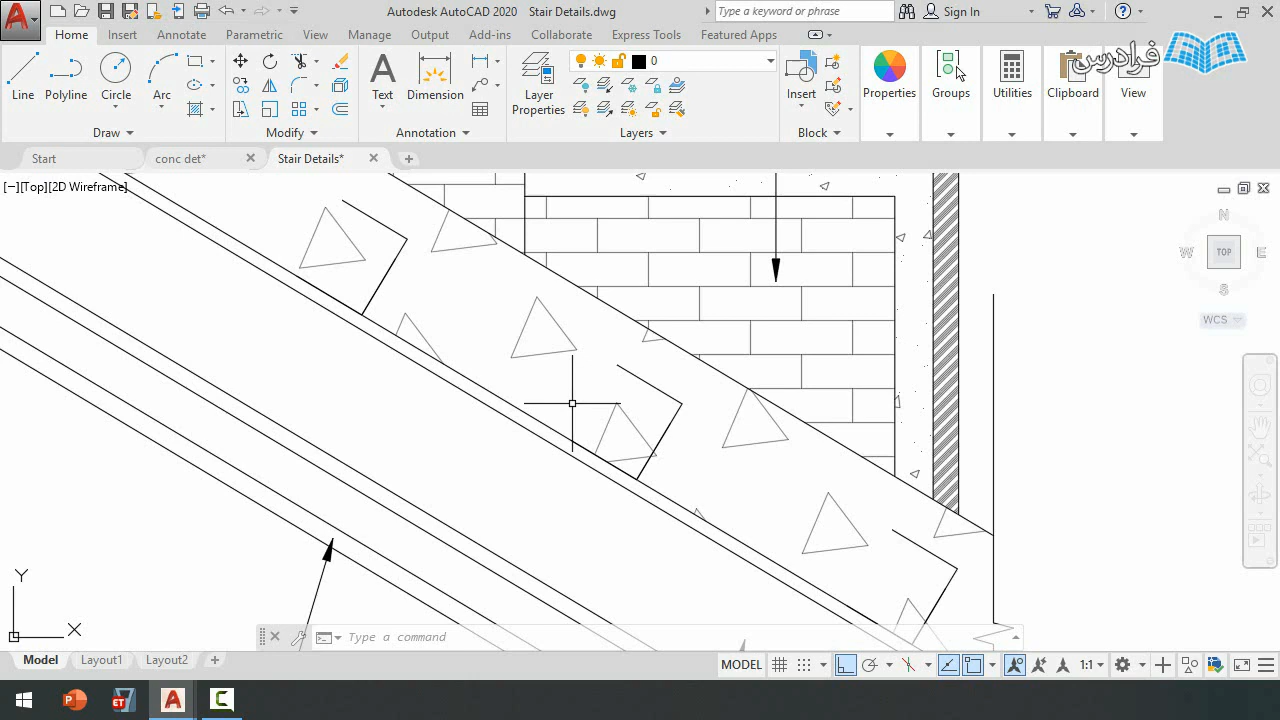 Autodesk AutoCAD 2020 Stair Details.dwg
Type a keyword or phrase
Sign In
Home Insert Annotate Parametric View Manage Output Add-ins Collaborate Express Tools Featured Apps
فرادرس
Line Polyline Circle Arc
Text Dimension
Layer Properties
0
Insert
Properties Groups Utilities Clipboard View
Draw Modify Annotation Layers Block
Start conc det* Stair Details*
[−][Top][2D Wireframe]
N
W TOP E
S
WCS
Y
X
Type a command
Model Layout1 Layout2
MODEL 1:1
ET